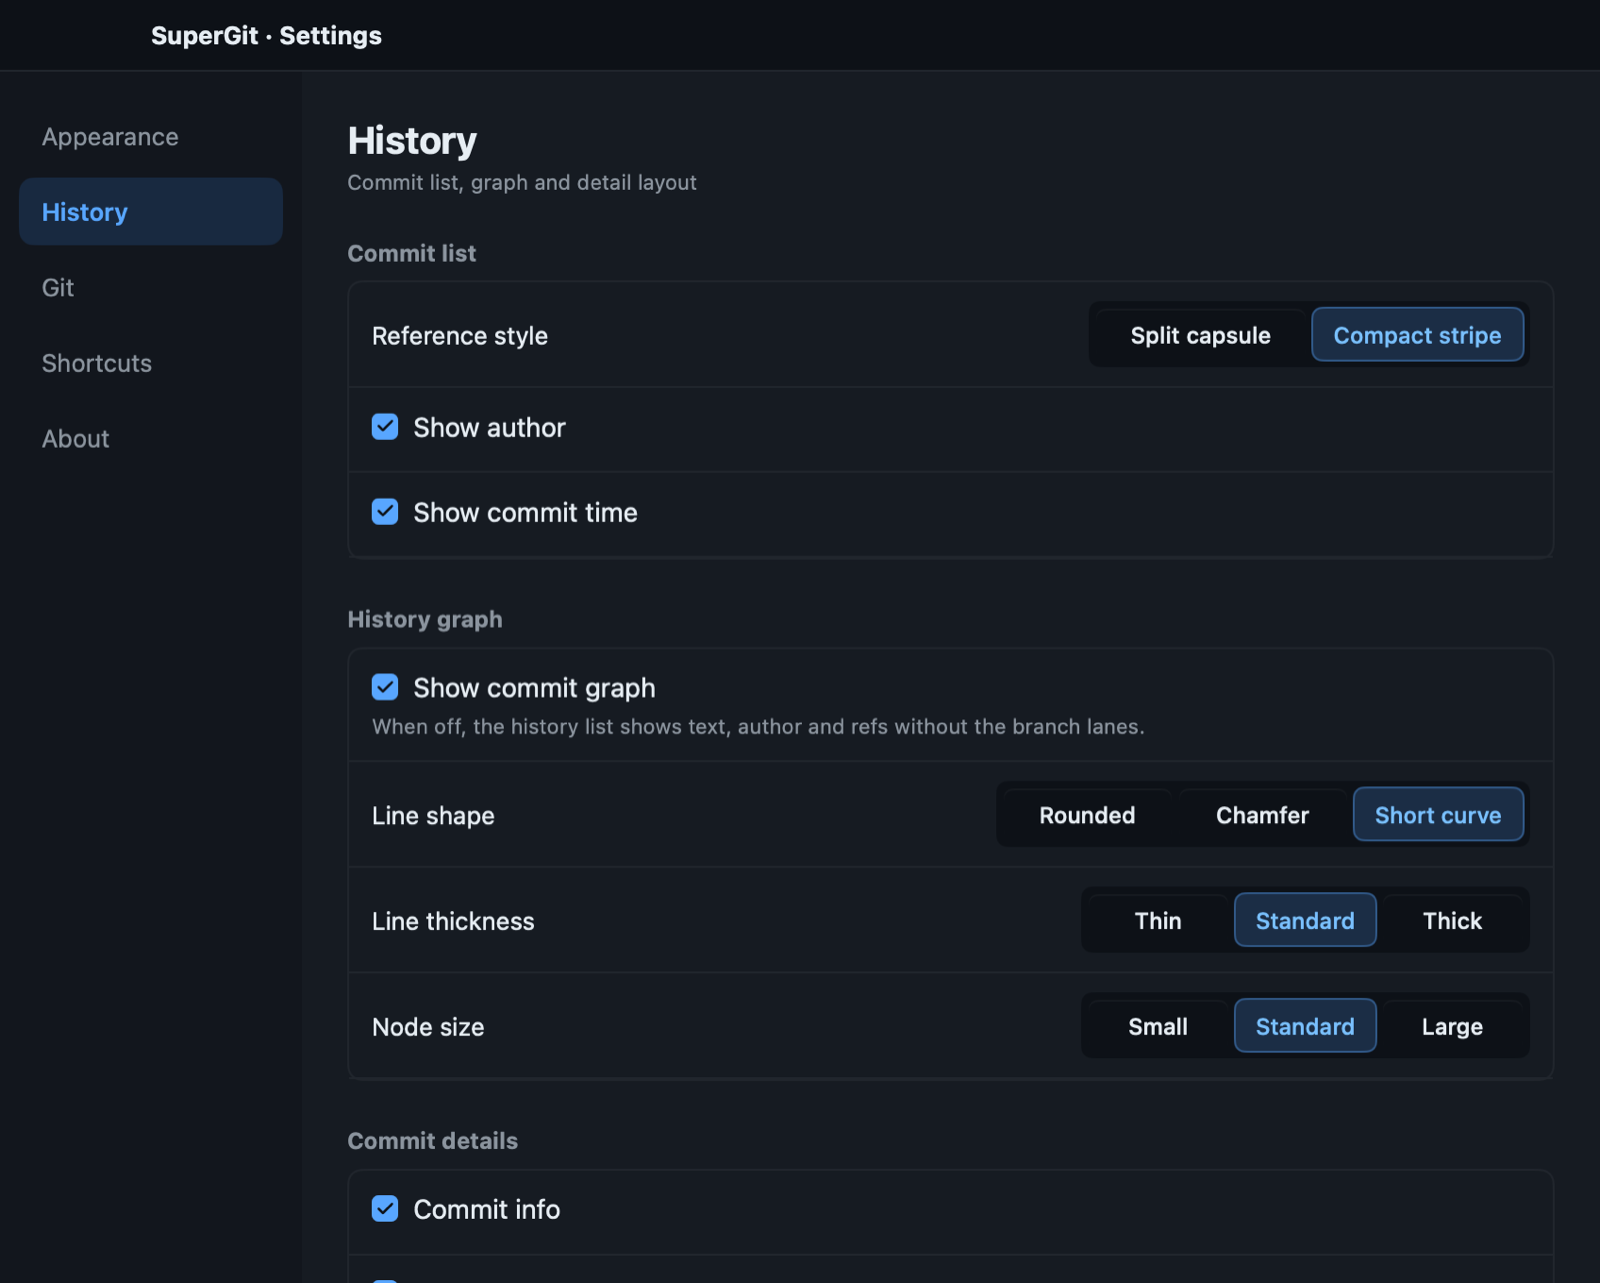 SuperGit · Settings
Appearance
History
Git
Shortcuts
About
History
Commit list, graph and detail layout
Commit list
Reference style
Split capsule
Compact stripe
Show author
Show commit time
History graph
Show commit graph
When off, the history list shows text, author and refs without the branch lanes.
Line shape
Rounded
Chamfer
Short curve
Line thickness
Thin
Standard
Thick
Node size
Small
Standard
Large
Commit details
Commit info